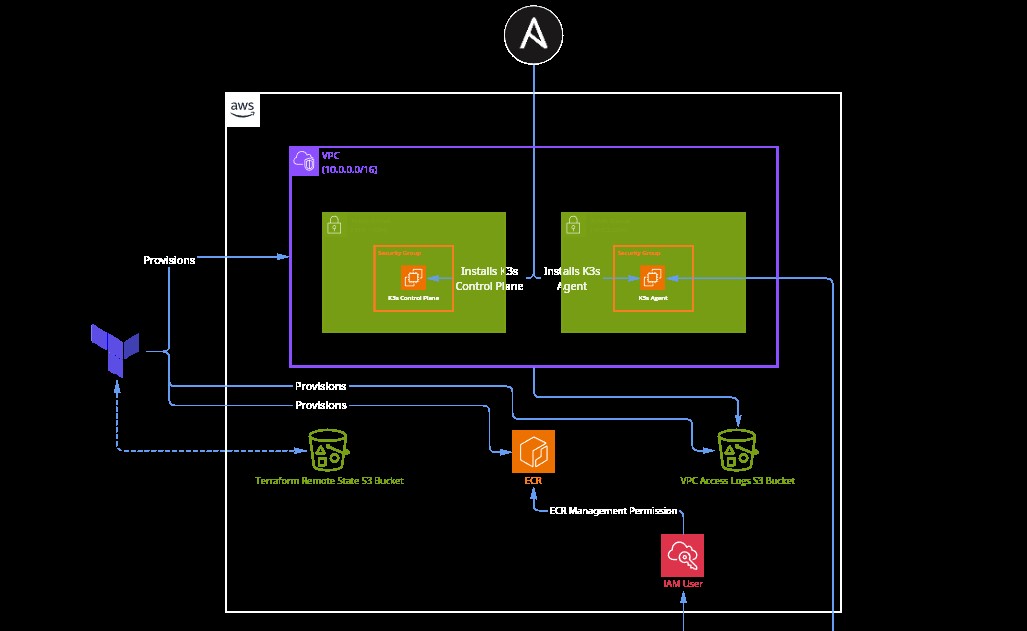 aws
VPC
(10.0.0.0/16)
Security Group
Security Group
Provisions
Installs K3s
Control Plane
Installs K3s
Agent
K3s Control Plane
K3s Agent
Provisions
Provisions
Terraform Remote State S3 Bucket
ECR
VPC Access Logs S3 Bucket
ECR Management Permission
IAM User